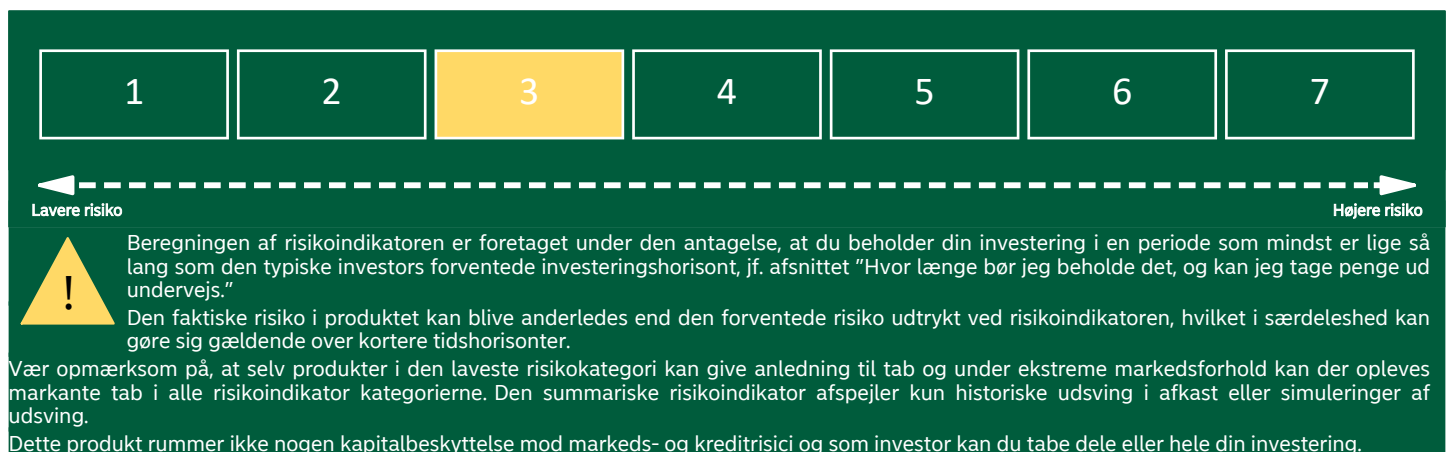 1 2 3 4 5 6 7
Lavere risiko Højere risiko
! Beregningen af risikoindikatoren er foretaget under den antagelse, at du beholder din investering i en periode som mindst er lige så
lang som den typiske investors forventede investeringshorisont, jf. afsnittet ”Hvor længe bør jeg beholde det, og kan jeg tage penge ud
undervejs.”
Den faktiske risiko i produktet kan blive anderledes end den forventede risiko udtrykt ved risikoindikatoren, hvilket i særdeleshed kan
gøre sig gældende over kortere tidshorisonter.
Vær opmærksom på, at selv produkter i den laveste risikokategori kan give anledning til tab og under ekstreme markedsforhold kan der opleves
markante tab i alle risikoindikator kategorierne. Den summariske risikoindikator afspejler kun historiske udsving i afkast eller simuleringer af
udsving.
Dette produkt rummer ikke nogen kapitalbeskyttelse mod markeds- og kreditrisici og som investor kan du tabe dele eller hele din investering.